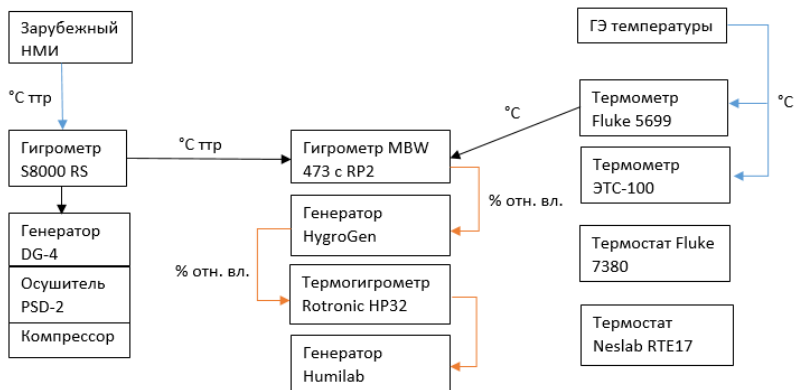 Зарубежный
НМИ
°С ттр
Гигрометр
S8000 RS
°С ттр
Генератор
DG-4
Осушитель
PSD-2
Компрессор
Гигрометр MBW
473 с RP2
% отн. вл.
Генератор
HygroGen
% отн. вл.
Термогигрометр
Rotronic HP32
Генератор
Humilab
ГЭ температуры
°С
°С
Термометр
Fluke 5699
Термометр
ЭТС-100
Термостат Fluke
7380
Термостат
Neslab RTE17